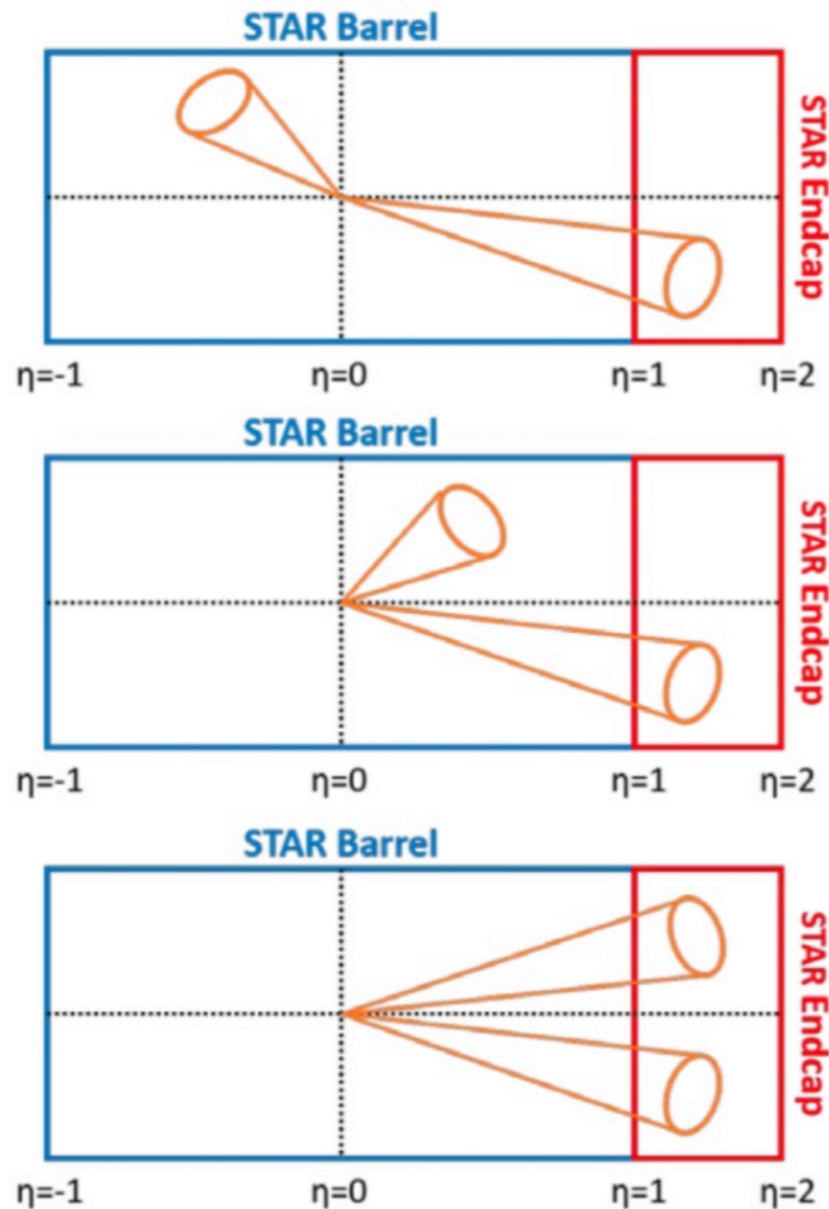 STAR Barrel
STAR Endcap
η=-1 η=0 η=1 η=2
STAR Barrel
STAR Endcap
η=-1 η=0 η=1 η=2
STAR Barrel
STAR Endcap
η=-1 η=0 η=1 η=2